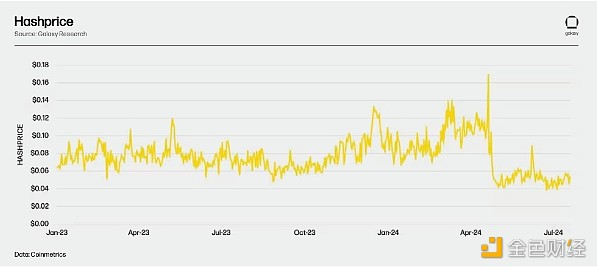 Hashprice
Source: Galaxy Research
galaxy
$0.18
$0.16
$0.14
$0.12
$0.10
$0.08
$0.06
$0.04
$0.02
$0.00
HASHPRICE
Jan-23
Apr-23
Jul-23
Oct-23
Jan-24
Apr-24
Jul-24
Data: Coinmetrics
金色财经